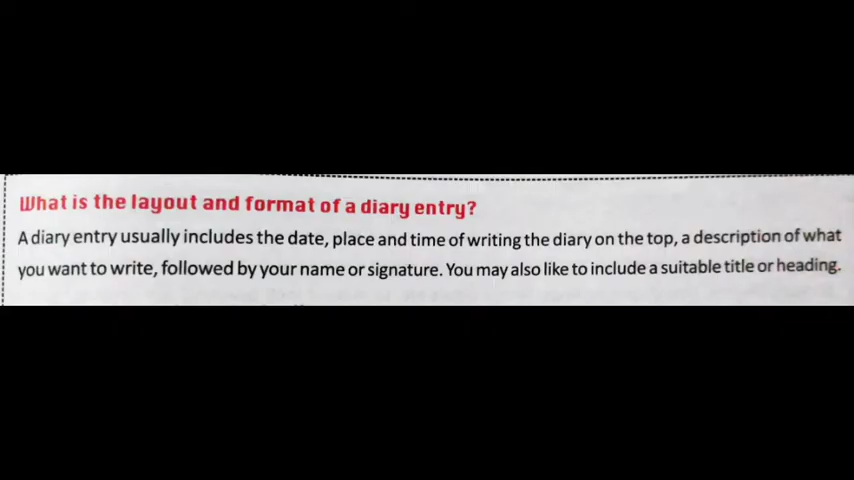 What is the layout and format of a diary entry?
A diary entry usually includes the date, place and time of writing the diary on the top, a description of what
you want to write, followed by your name or signature. You may also like to include a suitable title or heading.